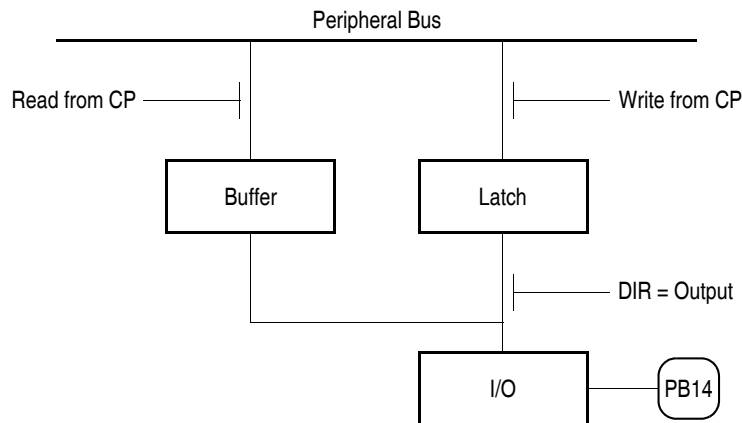 Peripheral Bus
Read from CP
Write from CP
Buffer
Latch
DIR = Output
I/O
PB14